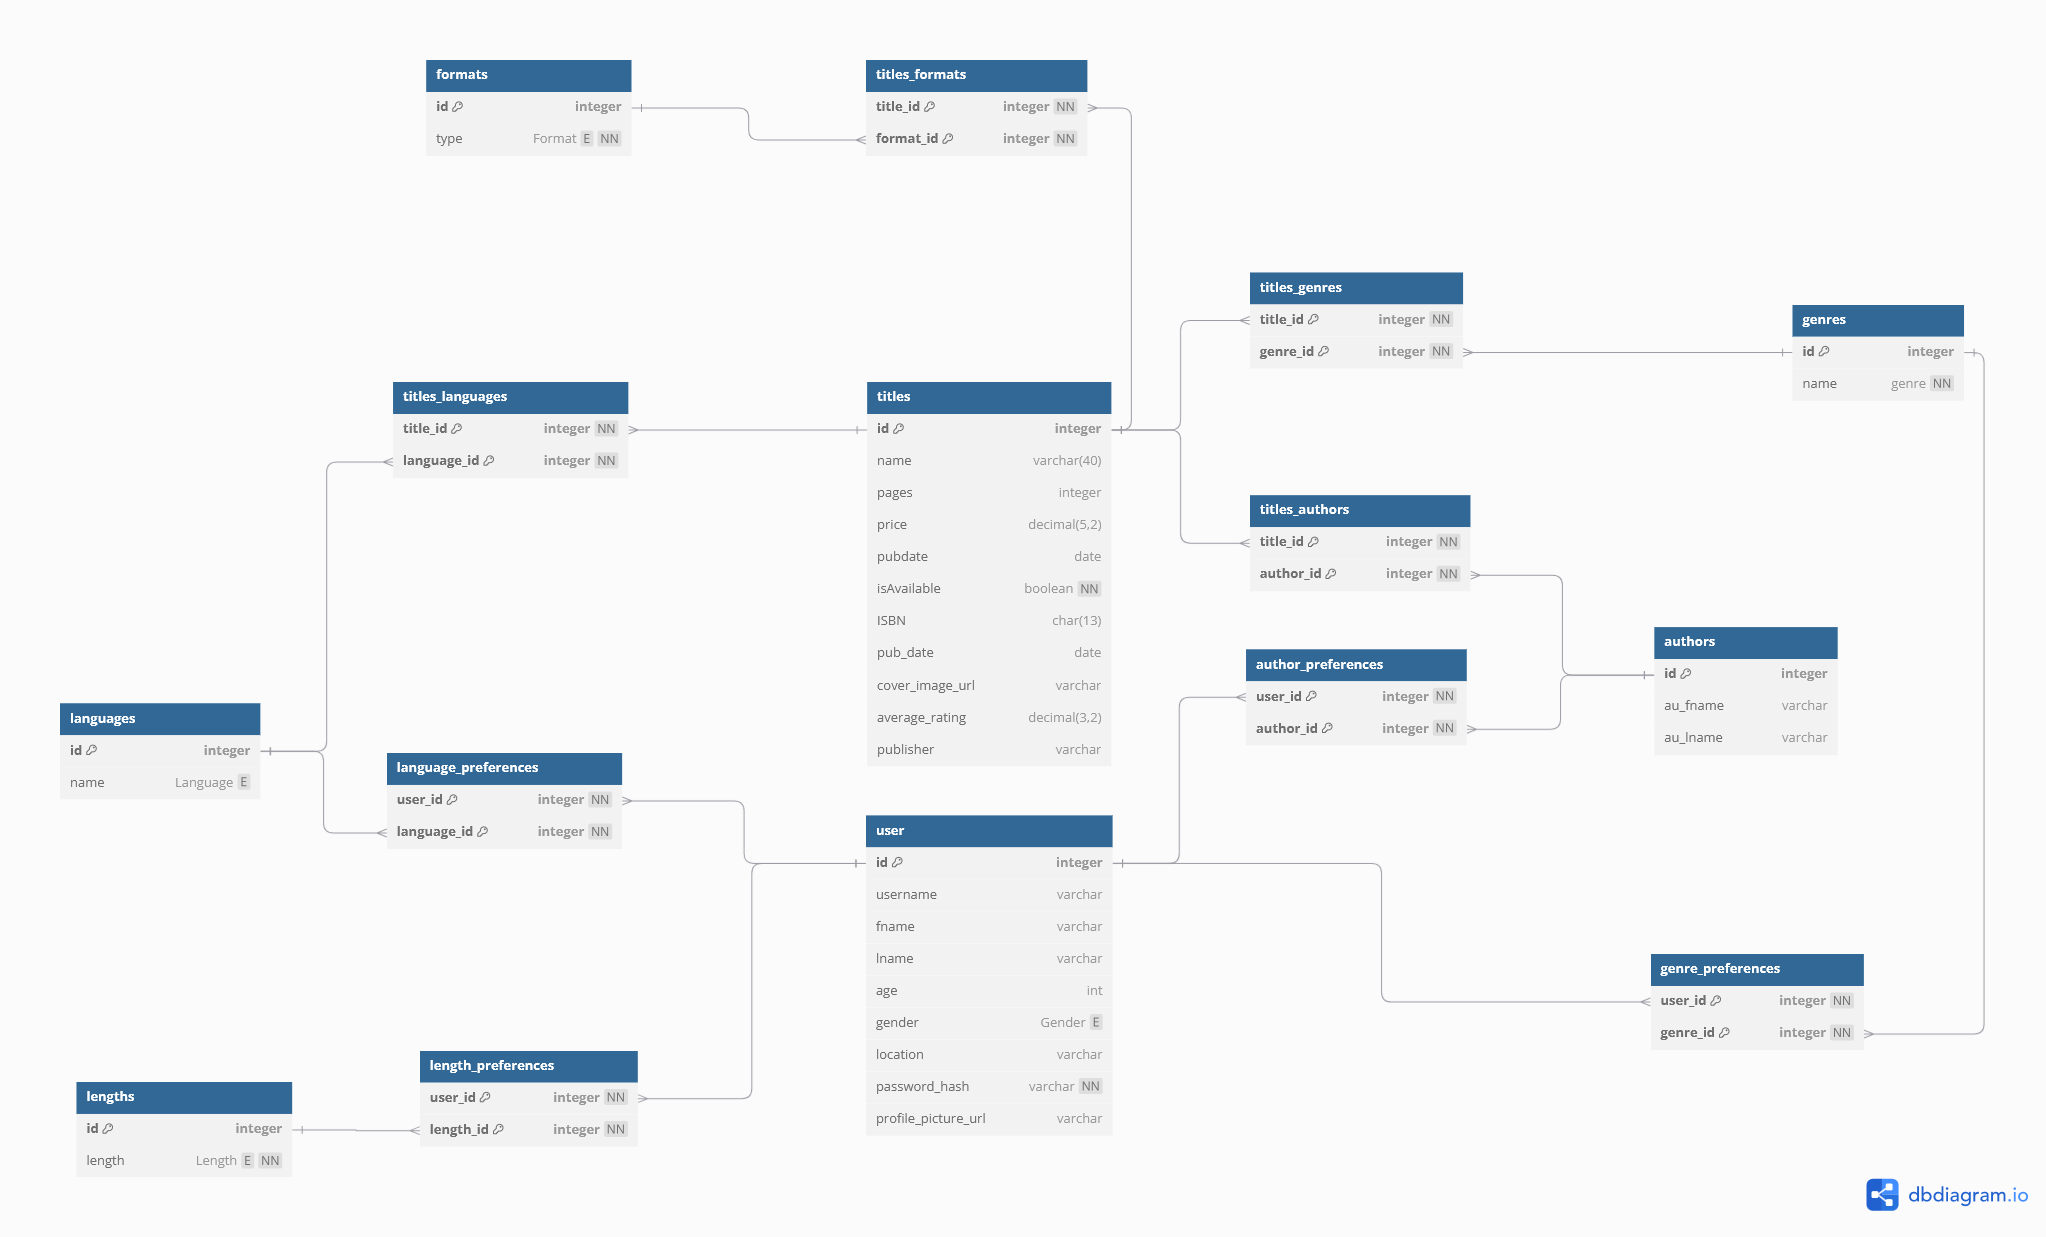 formats
id integer
type Format E NN
titles_formats
title_id integer NN
format_id integer NN
titles_genres
title_id integer NN
genre_id integer NN
genres
id integer
name genre NN
titles_languages
title_id integer NN
language_id integer NN
titles
id integer
name varchar(40)
pages integer
price decimal(5,2)
pubdate date
isAvailable boolean NN
ISBN char(13)
pub_date date
cover_image_url varchar
average_rating decimal(3,2)
publisher varchar
titles_authors
title_id integer NN
author_id integer NN
authors
id integer
au_fname varchar
au_lname varchar
author_preferences
user_id integer NN
author_id integer NN
languages
id integer
name Language E
language_preferences
user_id integer NN
language_id integer NN
user
id integer
username varchar
fname varchar
lname varchar
age int
gender Gender E
location varchar
password_hash varchar NN
profile_picture_url varchar
genre_preferences
user_id integer NN
genre_id integer NN
length_preferences
user_id integer NN
length_id integer NN
lengths
id integer
length Length E NN
dbdiagram.io